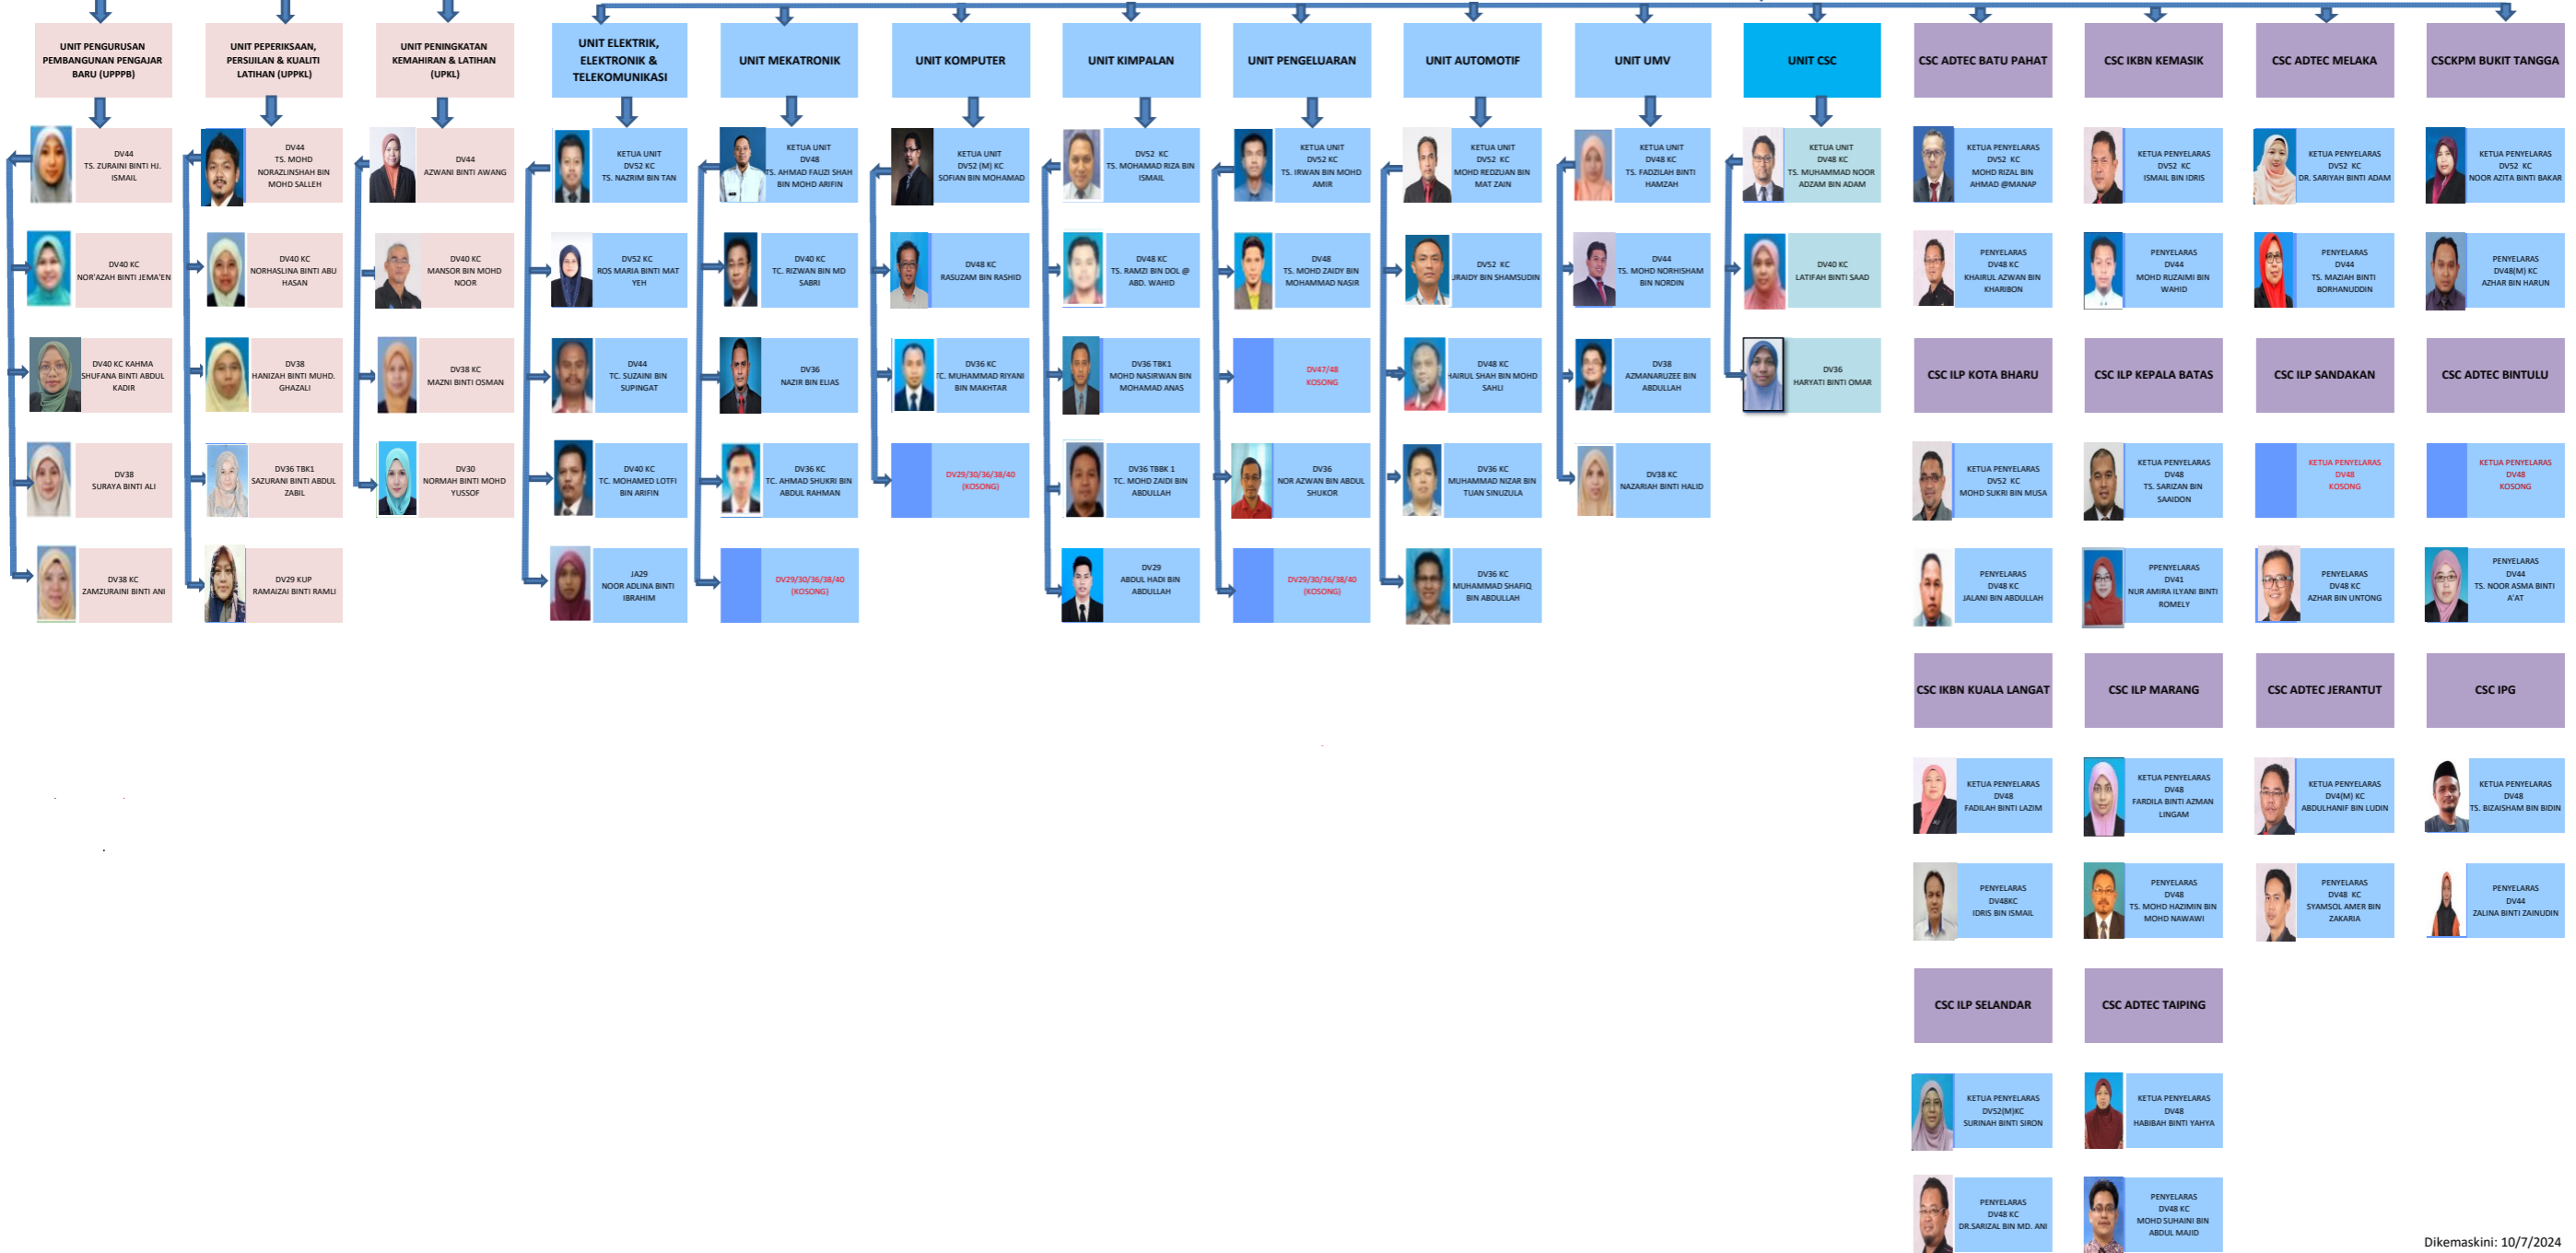 UNIT PENGURUSAN
PEMBANGUNAN PENGAJAR
BARU (UPPPB)
DV44
TS. ZURAINI BINTI HJ.
ISMAIL
DV40 KC
NOR'AZAH BINTI JEMA'EN
DV40 KC KAHMA
SHUFANA BINTI ABDUL
KADIR
DV38
SURAYA BINTI ALI
DV38 KC
ZAMZURAINI BINTI ANI
UNIT PEPERIKSAAN,
PERSIJILAN & KUALITI
LATIHAN (UPPKL)
DV44
TS. MOHD
NORAZLINSHAH BIN
MOHD SALLEH
DV40 KC
NORHASLINA BINTI ABU
HASAN
DV38
HANIZAH BINTI MUHD.
GHAZALI
DV36 TBK1
SAZURANI BINTI ABDUL
ZABIL
DV29 KUP
RAMAIZAI BINTI RAMLI
UNIT PENINGKATAN
KEMAHIRAN & LATIHAN
(UPKL)
DV44
AZWANI BINTI AWANG
DV40 KC
MANSOR BIN MOHD
NOOR
DV38 KC
MAZNI BINTI OSMAN
DV30
NORMAH BINTI MOHD
YUSSOF
UNIT ELEKTRIK,
ELEKTRONIK &
TELEKOMUNIKASI
KETUA UNIT
DV52 KC
TS. NAZRIM BIN TAN
DV52 KC
ROS MARIA BINTI MAT
YEH
DV44
TC. SUZAINI BIN
SUPINGAT
DV40 KC
TC. MOHAMED LOTFI
BIN ARIFIN
JA29
NOOR ADLINA BINTI
IBRAHIM
UNIT MEKATRONIK
KETUA UNIT
DV48
TS. AHMAD FAUZI SHAH
BIN MOHD ARIFIN
DV40 KC
TC. RIZWAN BIN MD
SABRI
DV36
NAZIR BIN ELIAS
DV36 KC
TC. AHMAD SHUKRI BIN
ABDUL RAHMAN
DV29/30/36/38/40
(KOSONG)
UNIT KOMPUTER
KETUA UNIT
DV52 (M) KC
SOFIAN BIN MOHAMAD
DV48 KC
RASUZAM BIN RASHID
DV36 KC
TC. MUHAMMAD RIYANI
BIN MAKHTAR
DV29/30/36/38/40
(KOSONG)
UNIT KIMPALAN
DV52 KC
TS. MOHAMAD RIZA BIN
ISMAIL
DV48 KC
TS. RAMZI BIN DOL @
ABD. WAHID
DV36 TBK1
MOHD NASIRWAN BIN
MOHAMAD ANAS
DV36 TBBK 1
TC. MOHD ZAIDI BIN
ABDULLAH
DV29
ABDUL HADI BIN
ABDULLAH
UNIT PENGELUARAN
KETUA UNIT
DV52 KC
TS. IRWAN BIN MOHD
AMIR
DV48
TS. MOHD ZAIDY BIN
MOHAMMAD NASIR
DV47/48
KOSONG
DV36
NOR AZWAN BIN ABDUL
SHUKOR
DV29/30/36/38/40
(KOSONG)
UNIT AUTOMOTIF
KETUA UNIT
DV52 KC
MOHD REDZUAN BIN
MAT ZAIN
DV52 KC
JRAIDY BIN SHAMSUDIN
DV48 KC
HAIRUL SHAH BIN MOHD
SAHLI
DV36 KC
MUHAMMAD NIZAR BIN
TUAN SINUZULA
DV36 KC
MUHAMMAD SHAFIQ
BIN ABDULLAH
UNIT UMV
KETUA UNIT
DV48 KC
TS. FADZILAH BINTI
HAMZAH
DV44
TS. MOHD NORHISHAM
BIN NORDIN
DV38
AZMANARUZEE BIN
ABDULLAH
DV38 KC
NAZARIAH BINTI HALID
UNIT CSC
KETUA UNIT
DV48 KC
TS. MUHAMMAD NOOR
ADZAM BIN ADAM
DV40 KC
LATIFAH BINTI SAAD
DV36
HARYATI BINTI OMAR
CSC ADTEC BATU PAHAT
KETUA PENYELARAS
DV52 KC
MOHD RIZAL BIN
AHMAD @MANAP
PENYELARAS
DV48 KC
KHAIRUL AZWAN BIN
KHARIBON
CSC ILP KOTA BHARU
KETUA PENYELARAS
DV52 KC
MOHD SUKRI BIN MUSA
PENYELARAS
DV48 KC
JALANI BIN ABDULLAH
CSC IKBN KUALA LANGAT
KETUA PENYELARAS
DV48
FADILAH BINTI LAZIM
PENYELARAS
DV48KC
IDRIS BIN ISMAIL
CSC ILP SELANDAR
KETUA PENYELARAS
DV52(M)KC
SURINAH BINTI SIRON
PENYELARAS
DV48 KC
DR.SARIZAL BIN MD. ANI
CSC IKBN KEMASIK
KETUA PENYELARAS
DV52 KC
ISMAIL BIN IDRIS
PENYELARAS
DV44
MOHD RUZAIMI BIN
WAHID
CSC ILP KEPALA BATAS
KETUA PENYELARAS
DV48
TS. SARIZAN BIN
SAAIDON
PPENYELARAS
DV41
NUR AMIRA ILYANI BINTI
ROMELY
CSC ILP MARANG
KETUA PENYELARAS
DV48
FARDILA BINTI AZMAN
LINGAM
PENYELARAS
DV48
TS. MOHD HAZIMIN BIN
MOHD NAWAWI
CSC ADTEC TAIPING
KETUA PENYELARAS
DV48
HABIBAH BINTI YAHYA
PENYELARAS
DV48 KC
MOHD SUHAINI BIN
ABDUL MAJID
CSC ADTEC MELAKA
KETUA PENYELARAS
DV52 KC
DR. SARIYAH BINTI ADAM
PENYELARAS
DV44
TS. MAZIAH BINTI
BORHANUDDIN
CSC ILP SANDAKAN
KETUA PENYELARAS
DV48
KOSONG
PENYELARAS
DV48 KC
AZHAR BIN UNTONG
CSC ADTEC JERANTUT
KETUA PENYELARAS
DV4(M) KC
ABDULHANIF BIN LUDIN
PENYELARAS
DV48 KC
SYAMSOL AMER BIN
ZAKARIA
CSCKPM BUKIT TANGGA
KETUA PENYELARAS
DV52 KC
NOOR AZITA BINTI BAKAR
PENYELARAS
DV48(M) KC
AZHAR BIN HARUN
CSC ADTEC BINTULU
KETUA PENYELARAS
DV48
KOSONG
PENYELARAS
DV44
TS. NOOR ASMA BINTI
A'AT
CSC IPG
KETUA PENYELARAS
DV48
TS. BIZAISHAM BIN BIDIN
PENYELARAS
DV44
ZALINA BINTI ZAINUDIN
Dikemaskini: 10/7/2024